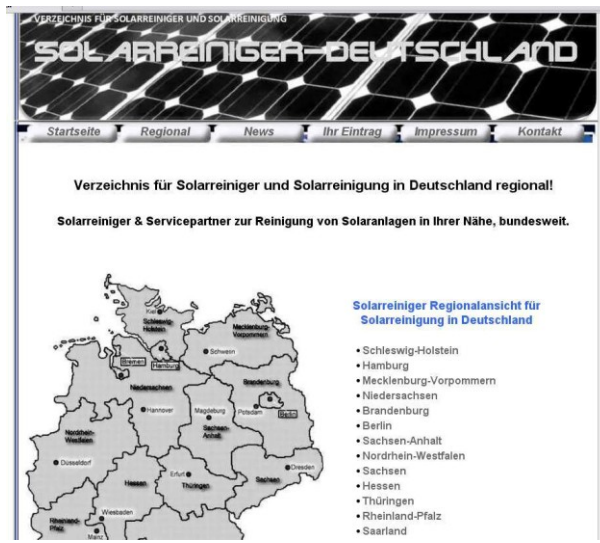 VERZEICHNIS FÜR SOLARREINIGER UND SOLARREINIGUNG
SOLARREINIGER-DEUTSCHLAND
Startseite Regional News Ihr Eintrag Impressum Kontakt
Verzeichnis für Solarreiniger und Solarreinigung in Deutschland regional!
Solarreiniger & Servicepartner zur Reinigung von Solaranlagen in Ihrer Nähe, bundesweit.
Kiel
Schleswig-
Holstein
Mecklenburg-
Vorpommern
Schwerin
Bremen
Hamburg
Niedersachsen
Brandenburg
Hannover
Magdeburg
Potsdam
Berlin
Sachsen-
Anhalt
Nordrhein-
Westfalen
Düsseldorf
Dresden
Erfurt
Hessen
Thüringen
Sachsen
Wiesbaden
Rheinland-
Pfalz
Mainz
Solarreiniger Regionalansicht für
Solarreinigung in Deutschland
• Schleswig-Holstein
• Hamburg
• Mecklenburg-Vorpommern
• Niedersachsen
• Brandenburg
• Berlin
• Sachsen-Anhalt
• Nordrhein-Westfalen
• Sachsen
• Hessen
• Thüringen
• Rheinland-Pfalz
• Saarland